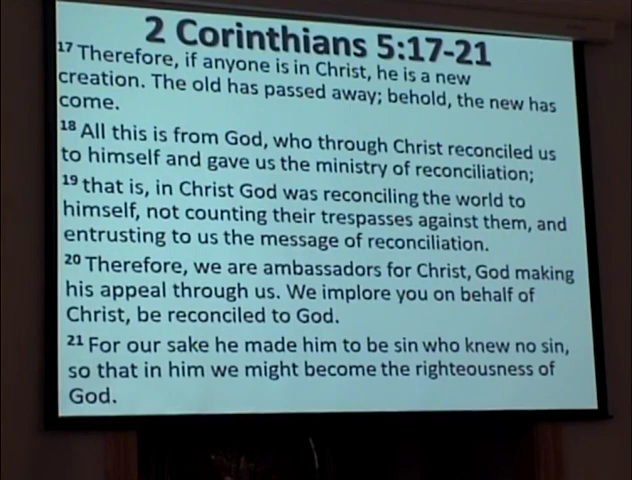 2 Corinthians 5:17-21
17 Therefore, if anyone is in Christ, he is a new
creation. The old has passed away; behold, the new has
come.
18 All this is from God, who through Christ reconciled us
to himself and gave us the ministry of reconciliation;
19 that is, in Christ God was reconciling the world to
himself, not counting their trespasses against them, and
entrusting to us the message of reconciliation.
20 Therefore, we are ambassadors for Christ, God making
his appeal through us. We implore you on behalf of
Christ, be reconciled to God.
21 For our sake he made him to be sin who knew no sin,
so that in him we might become the righteousness of
God.